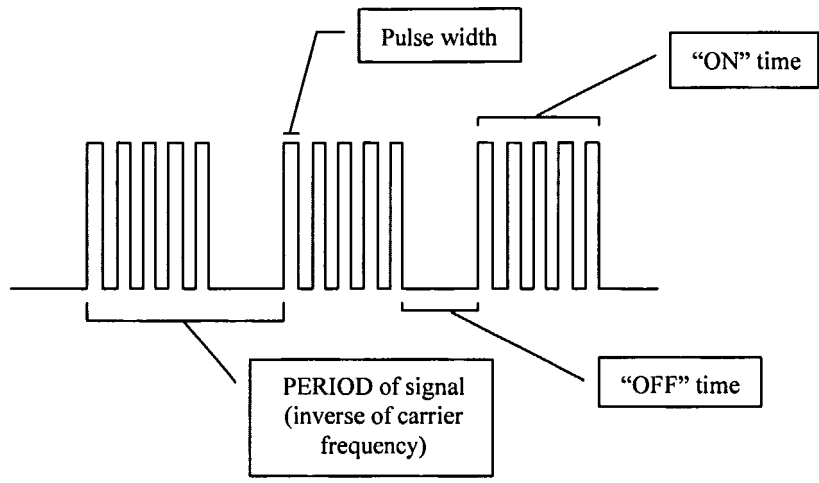 Pulse width
“ON” time
PERIOD of signal
(inverse of carrier
frequency)
“OFF” time